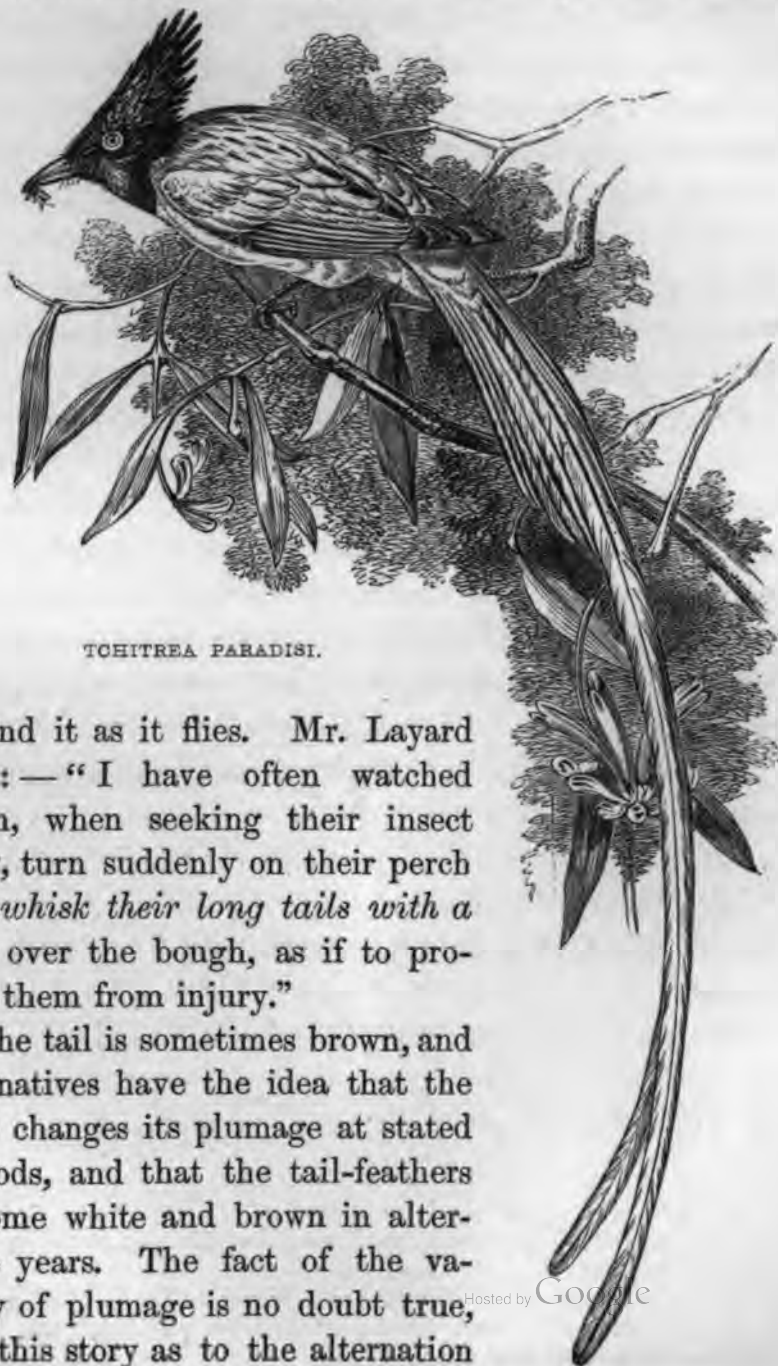 TCHITREA PARADISI.
nd it as it flies. Mr. Layard
: — “ I have often watched
n, when seeking their insect
, turn suddenly on their perch
whisk their long tails with a
over the bough, as if to pro-
them from injury.”
he tail is sometimes brown, and
natives have the idea that the
changes its plumage at stated
ods, and that the tail-feathers
me white and brown in alter-
years. The fact of the va-
y of plumage is no doubt true,
this story as to the alternation
Hosted by Google